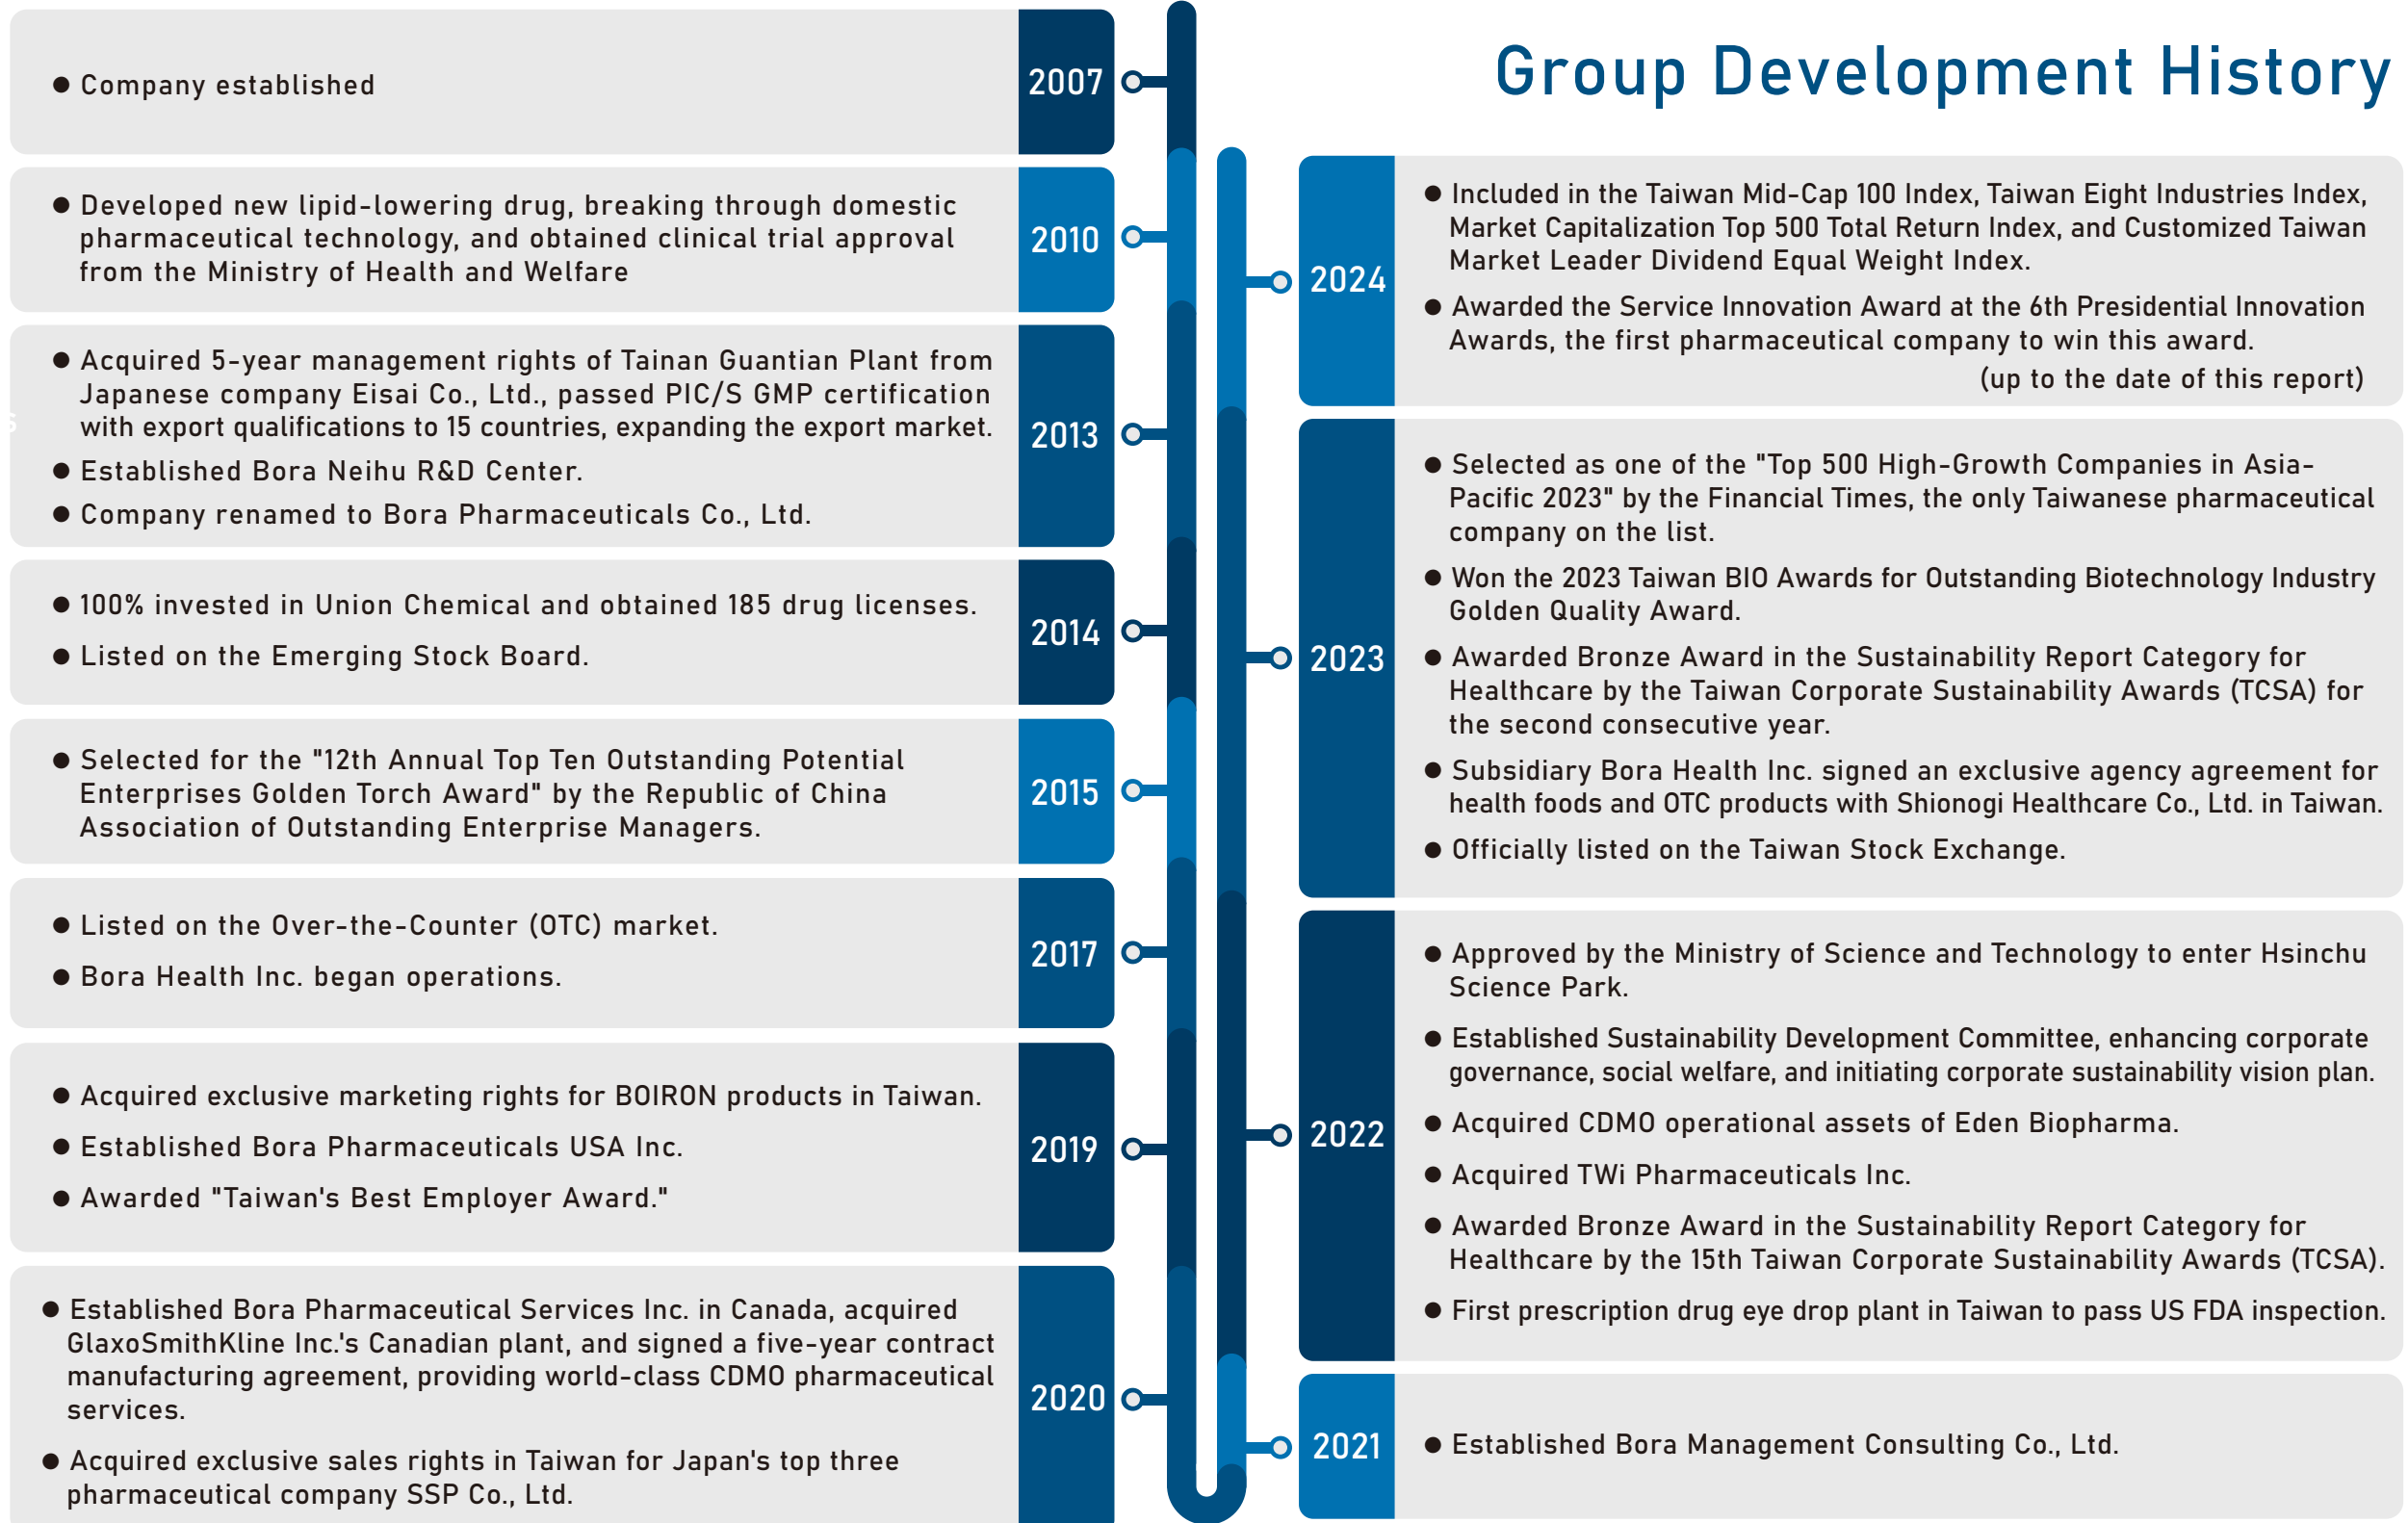 Group Development History
2007
● Company established
2010
● Developed new lipid-lowering drug, breaking through domestic
pharmaceutical technology, and obtained clinical trial approval
from the Ministry of Health and Welfare
2013
● Acquired 5-year management rights of Tainan Guantian Plant from
Japanese company Eisai Co., Ltd., passed PIC/S GMP certification
with export qualifications to 15 countries, expanding the export market.
● Established Bora Neihu R&D Center.
● Company renamed to Bora Pharmaceuticals Co., Ltd.
2014
● 100% invested in Union Chemical and obtained 185 drug licenses.
● Listed on the Emerging Stock Board.
2015
● Selected for the "12th Annual Top Ten Outstanding Potential
Enterprises Golden Torch Award" by the Republic of China
Association of Outstanding Enterprise Managers.
2017
● Listed on the Over-the-Counter (OTC) market.
● Bora Health Inc. began operations.
2019
● Acquired exclusive marketing rights for BOIRON products in Taiwan.
● Established Bora Pharmaceuticals USA Inc.
● Awarded "Taiwan's Best Employer Award."
2020
● Established Bora Pharmaceutical Services Inc. in Canada, acquired
GlaxoSmithKline Inc.'s Canadian plant, and signed a five-year contract
manufacturing agreement, providing world-class CDMO pharmaceutical
services.
● Acquired exclusive sales rights in Taiwan for Japan's top three
pharmaceutical company SSP Co., Ltd.
2021
● Established Bora Management Consulting Co., Ltd.
2022
● Approved by the Ministry of Science and Technology to enter Hsinchu
Science Park.
● Established Sustainability Development Committee, enhancing corporate
governance, social welfare, and initiating corporate sustainability vision plan.
● Acquired CDMO operational assets of Eden Biopharma.
● Acquired TWi Pharmaceuticals Inc.
● Awarded Bronze Award in the Sustainability Report Category for
Healthcare by the 15th Taiwan Corporate Sustainability Awards (TCSA).
● First prescription drug eye drop plant in Taiwan to pass US FDA inspection.
2023
● Selected as one of the "Top 500 High-Growth Companies in Asia-
Pacific 2023" by the Financial Times, the only Taiwanese pharmaceutical
company on the list.
● Won the 2023 Taiwan BIO Awards for Outstanding Biotechnology Industry
Golden Quality Award.
● Awarded Bronze Award in the Sustainability Report Category for
Healthcare by the Taiwan Corporate Sustainability Awards (TCSA) for
the second consecutive year.
● Subsidiary Bora Health Inc. signed an exclusive agency agreement for
health foods and OTC products with Shionogi Healthcare Co., Ltd. in Taiwan.
● Officially listed on the Taiwan Stock Exchange.
2024
● Included in the Taiwan Mid-Cap 100 Index, Taiwan Eight Industries Index,
Market Capitalization Top 500 Total Return Index, and Customized Taiwan
Market Leader Dividend Equal Weight Index.
● Awarded the Service Innovation Award at the 6th Presidential Innovation
Awards, the first pharmaceutical company to win this award.
(up to the date of this report)